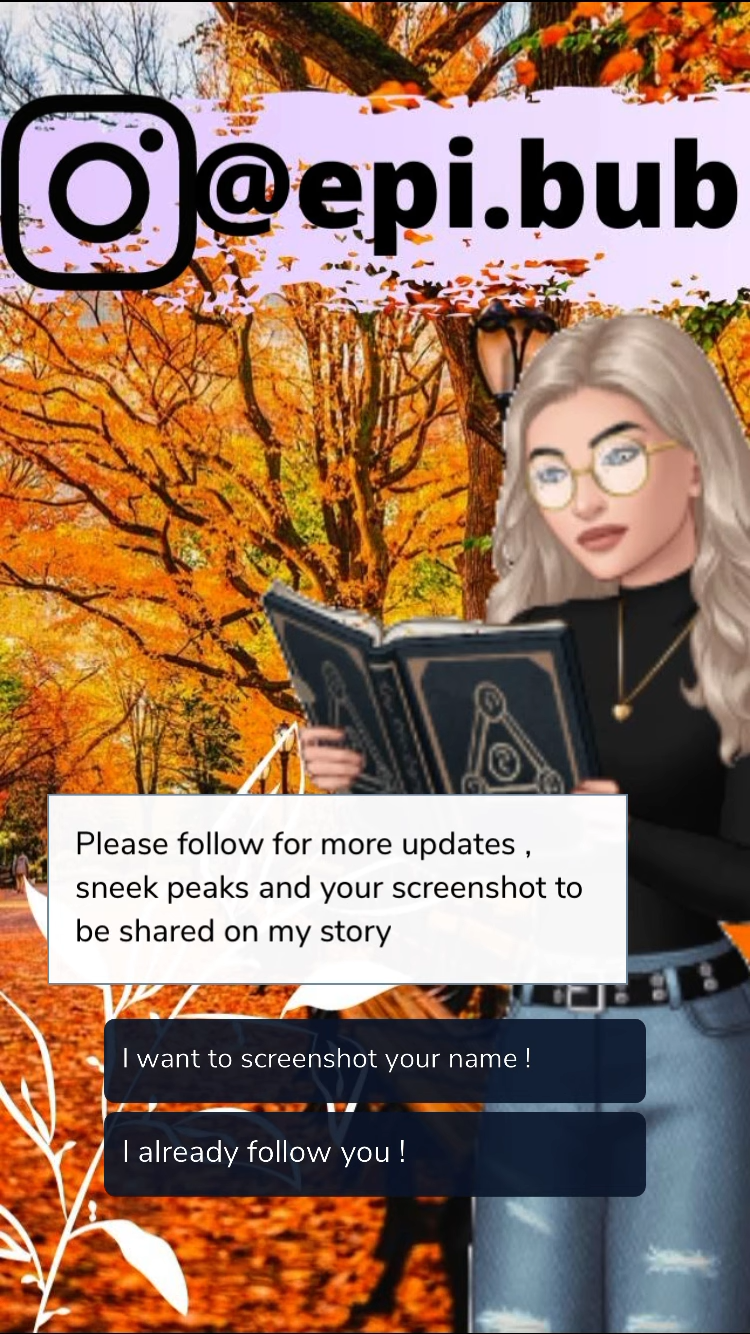 @epi.bub
Please follow for more updates ,
sneek peaks and your screenshot to
be shared on my story
I want to screenshot your name !
I already follow you !